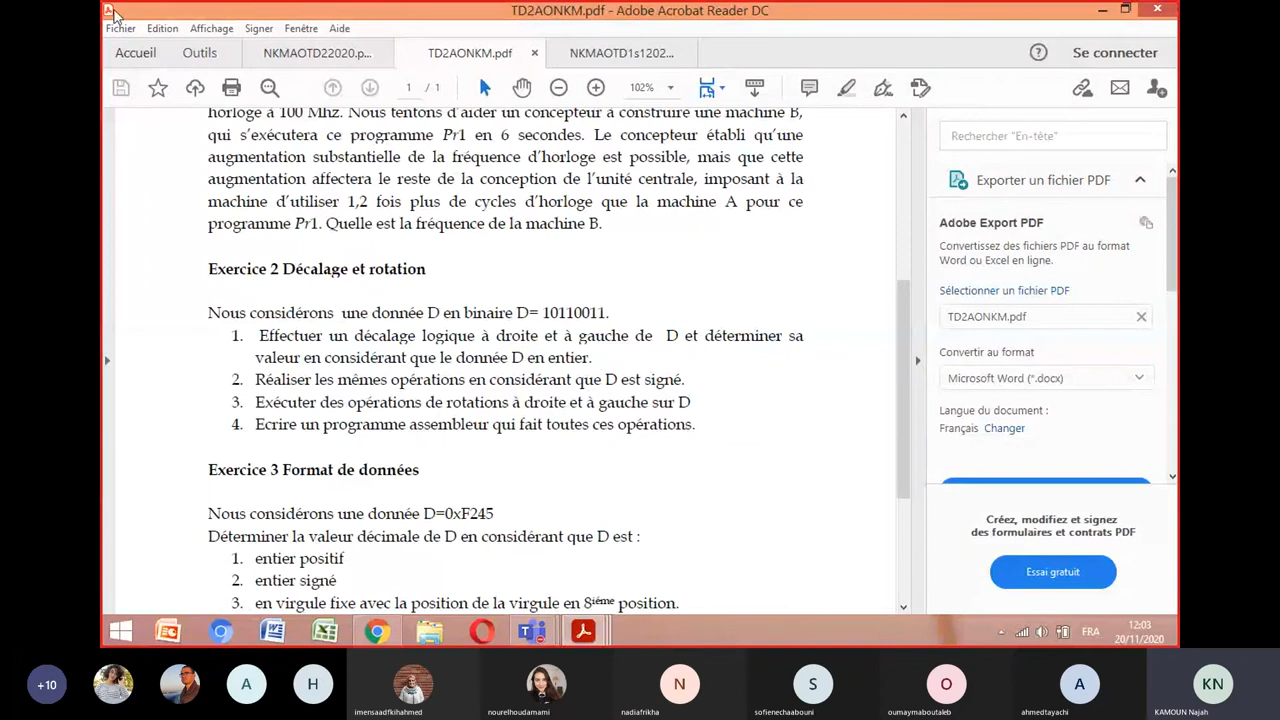 TD2AONKM.pdf - Adobe Acrobat Reader DC
Fichier Edition Affichage Signer Fenêtre Aide
Accueil Outils NKMAOTD22020.p... TD2AONKM.pdf NKMAOTD1s1202... Se connecter
1 / 1 102%
horloge à 100 Mhz. Nous tentons d'aider un concepteur à construire une machine B,
qui s'exécutera ce programme Pr1 en 6 secondes. Le concepteur établi qu'une
augmentation substantielle de la fréquence d'horloge est possible, mais que cette
augmentation affectera le reste de la conception de l'unité centrale, imposant à la
machine d'utiliser 1,2 fois plus de cycles d'horloge que la machine A pour ce
programme Pr1. Quelle est la fréquence de la machine B.
Exercice 2 Décalage et rotation
Nous considérons une donnée D en binaire D= 10110011.
1. Effectuer un décalage logique à droite et à gauche de D et déterminer sa
valeur en considérant que le donnée D en entier.
2. Réaliser les mêmes opérations en considérant que D est signé.
3. Exécuter des opérations de rotations à droite et à gauche sur D
4. Ecrire un programme assembleur qui fait toutes ces opérations.
Exercice 3 Format de données
Nous considérons une donnée D=0xF245
Déterminer la valeur décimale de D en considérant que D est :
1. entier positif
2. entier signé
3. en virgule fixe avec la position de la virgule en 8iéme position.
Rechercher "En-tête"
Exporter un fichier PDF
Adobe Export PDF
Convertissez des fichiers PDF au format
Word ou Excel en ligne.
Sélectionner un fichier PDF
TD2AONKM.pdf
Convertir au format
Microsoft Word (*.docx)
Langue du document :
Français Changer
Créez, modifiez et signez
des formulaires et contrats PDF
Essai gratuit
FRA
12:03
20/11/2020
+10 A H N S O A KN
imensaadfkihahmed nourelhoudamami nadiafrikha sofienechaabouni oumaymaboutaleb ahmedtayachi KAMOUN Najah